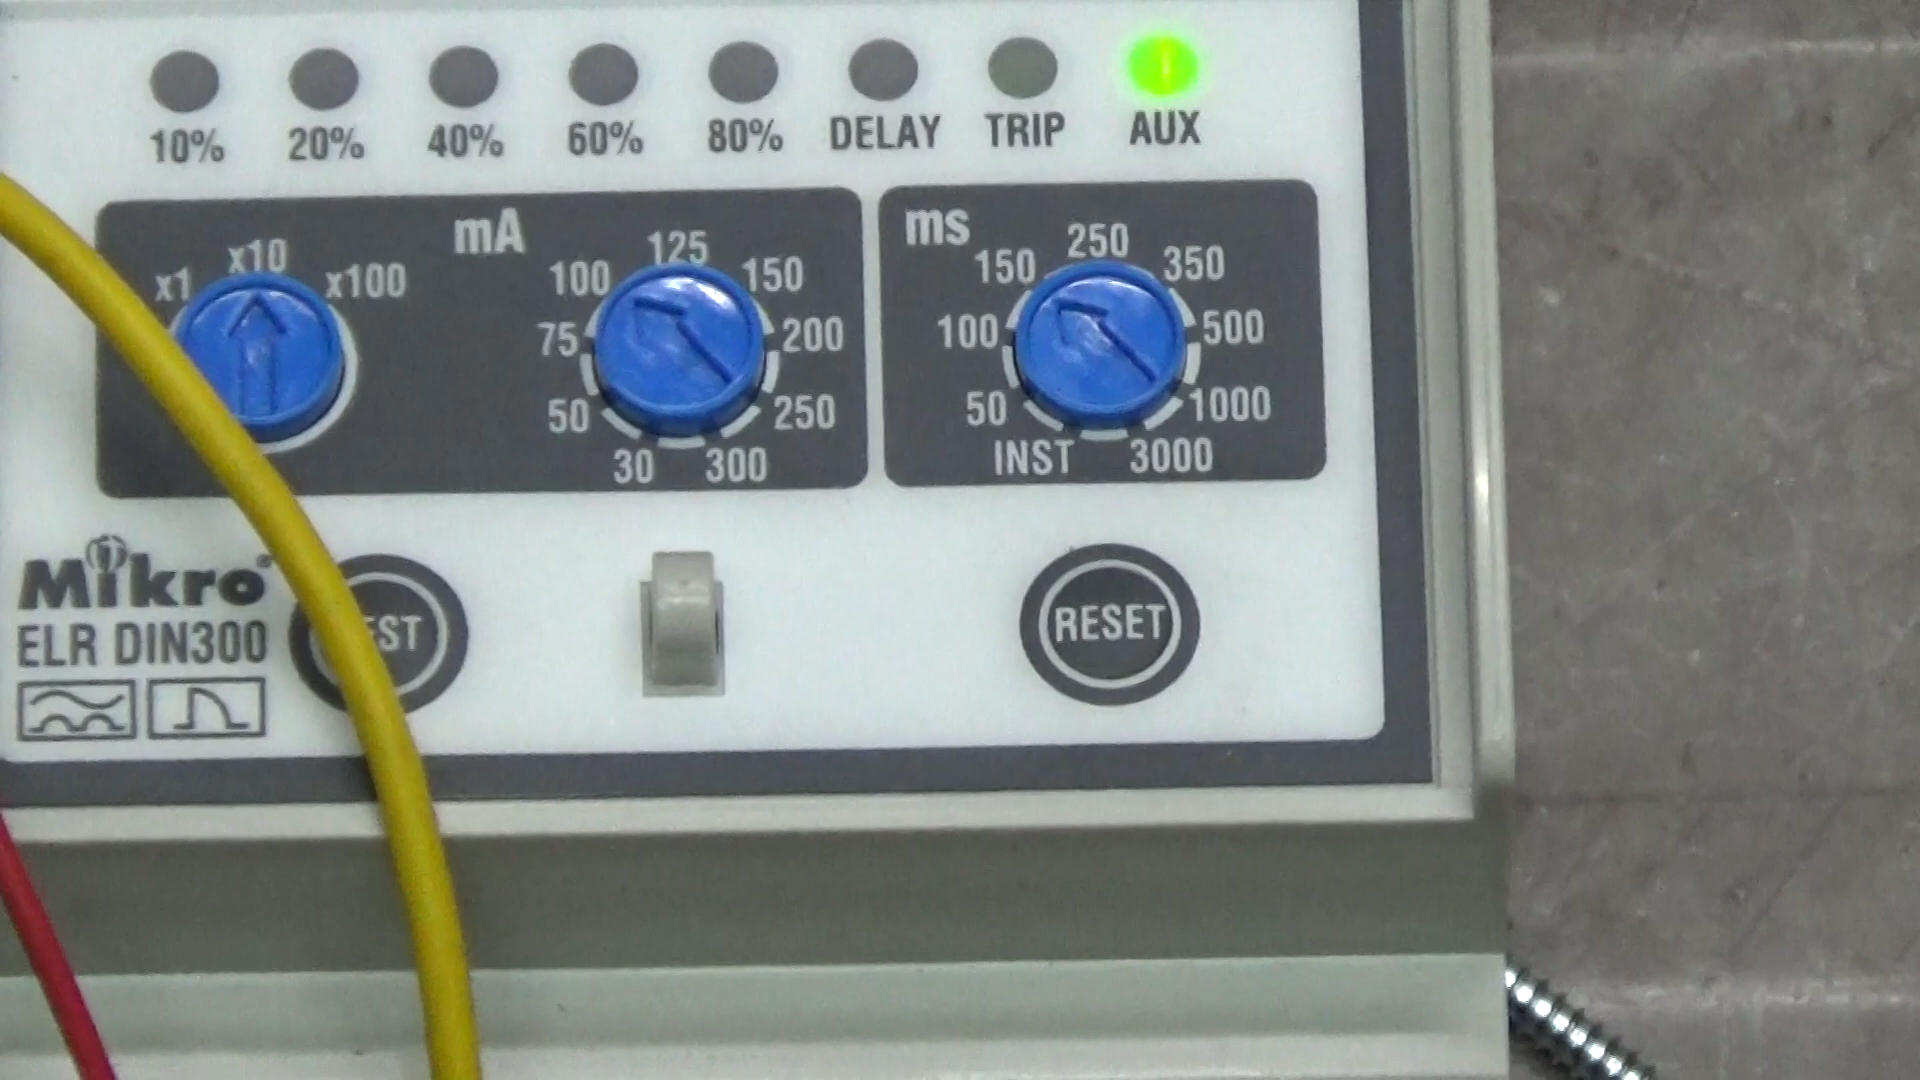 10% 20% 40% 60% 80% DELAY TRIP AUX
mA
x1 x10 x100
30 50 75 100 125 150 200 250 300
ms
INST 50 100 150 250 350 500 1000 3000
Mikro
ELR DIN300
RESET